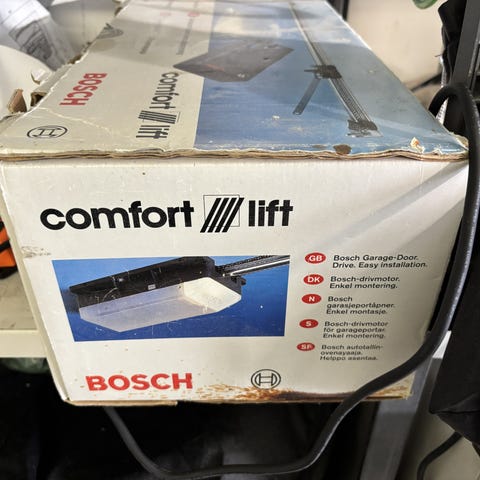 BOSCH
comfort lift
comfort lift
GB Bosch Garage-Door.
Drive. Easy installation.
DK Bosch-drivmotor.
Enkel montering.
N Bosch
garasjeportåpner.
Enkel montasje.
S Bosch-drivmotor
för garageportar.
Enkel montering.
SF Bosch autotallin-
ovenavaaja.
Helppo asentaa.
BOSCH